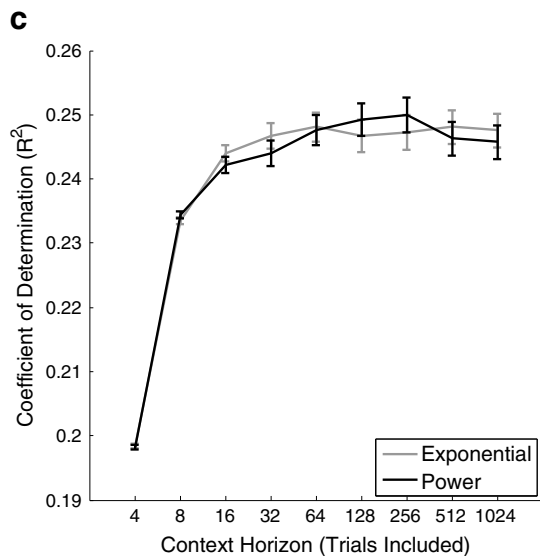 c
0.26
0.25
0.24
0.23
0.22
0.21
0.2
0.19
Coefficient of Determination (R²)
4 8 16 32 64 128 256 512 1024
Context Horizon (Trials Included)
Exponential
Power